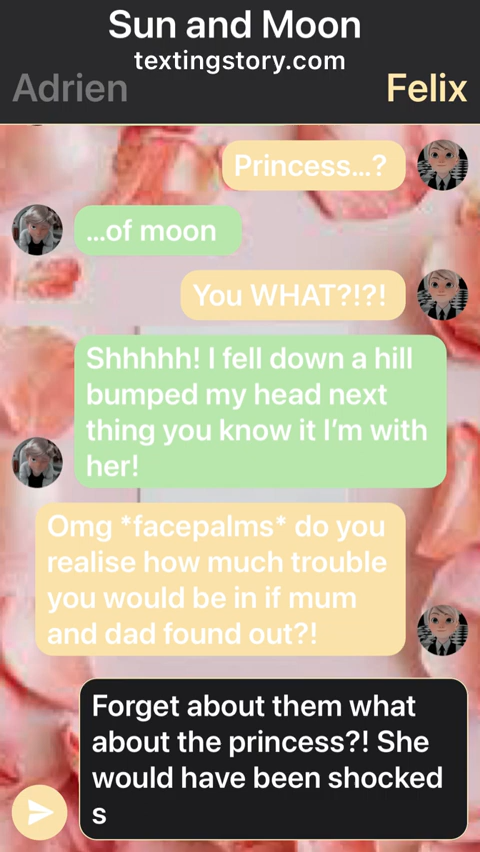 Sun and Moon
textingstory.com
Adrien
Felix
Princess...?
...of moon
You WHAT?!?!
Shhhhh! I fell down a hill
bumped my head next
thing you know it I’m with
her!
Omg *facepalms* do you
realise how much trouble
you would be in if mum
and dad found out?!
Forget about them what
about the princess?! She
would have been shocked
s